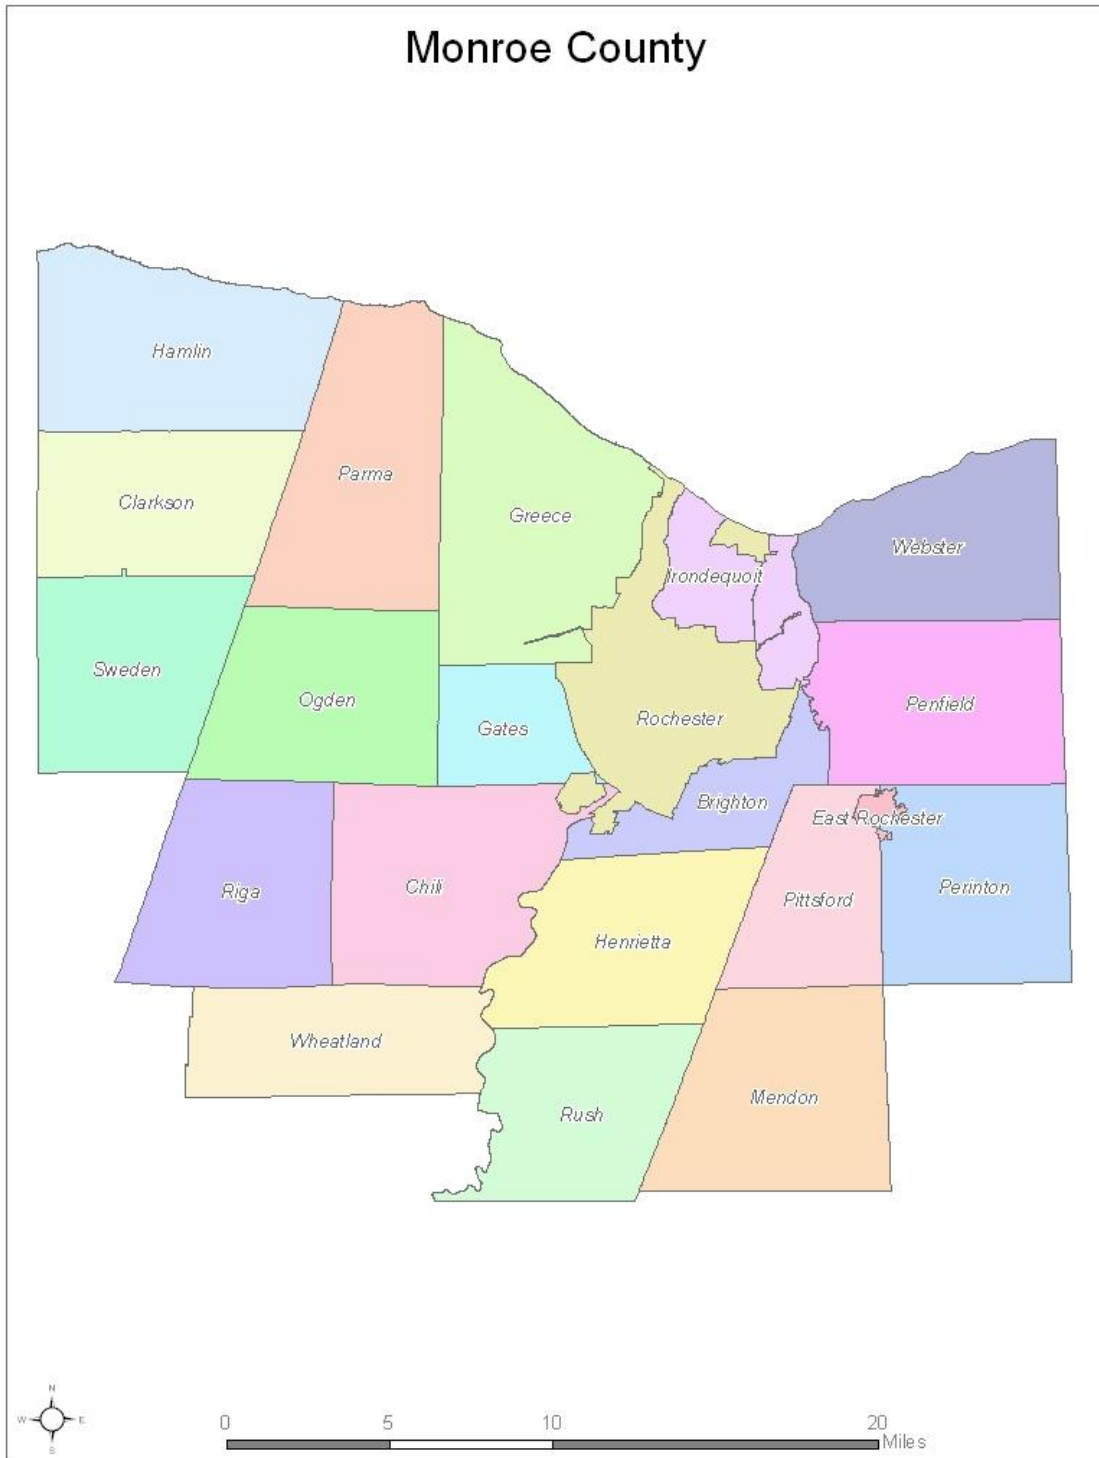 Monroe County
Hamlin
Parma
Clarkson
Greece
Webster
Irondequoit
Sweden
Ogden
Penfield
Rochester
Gates
Brighton
East Rochester
Riga
Chili
Perinton
Pittsford
Henrietta
Wheatland
Mendon
Rush
N
W E
S
0 5 10 20
Miles